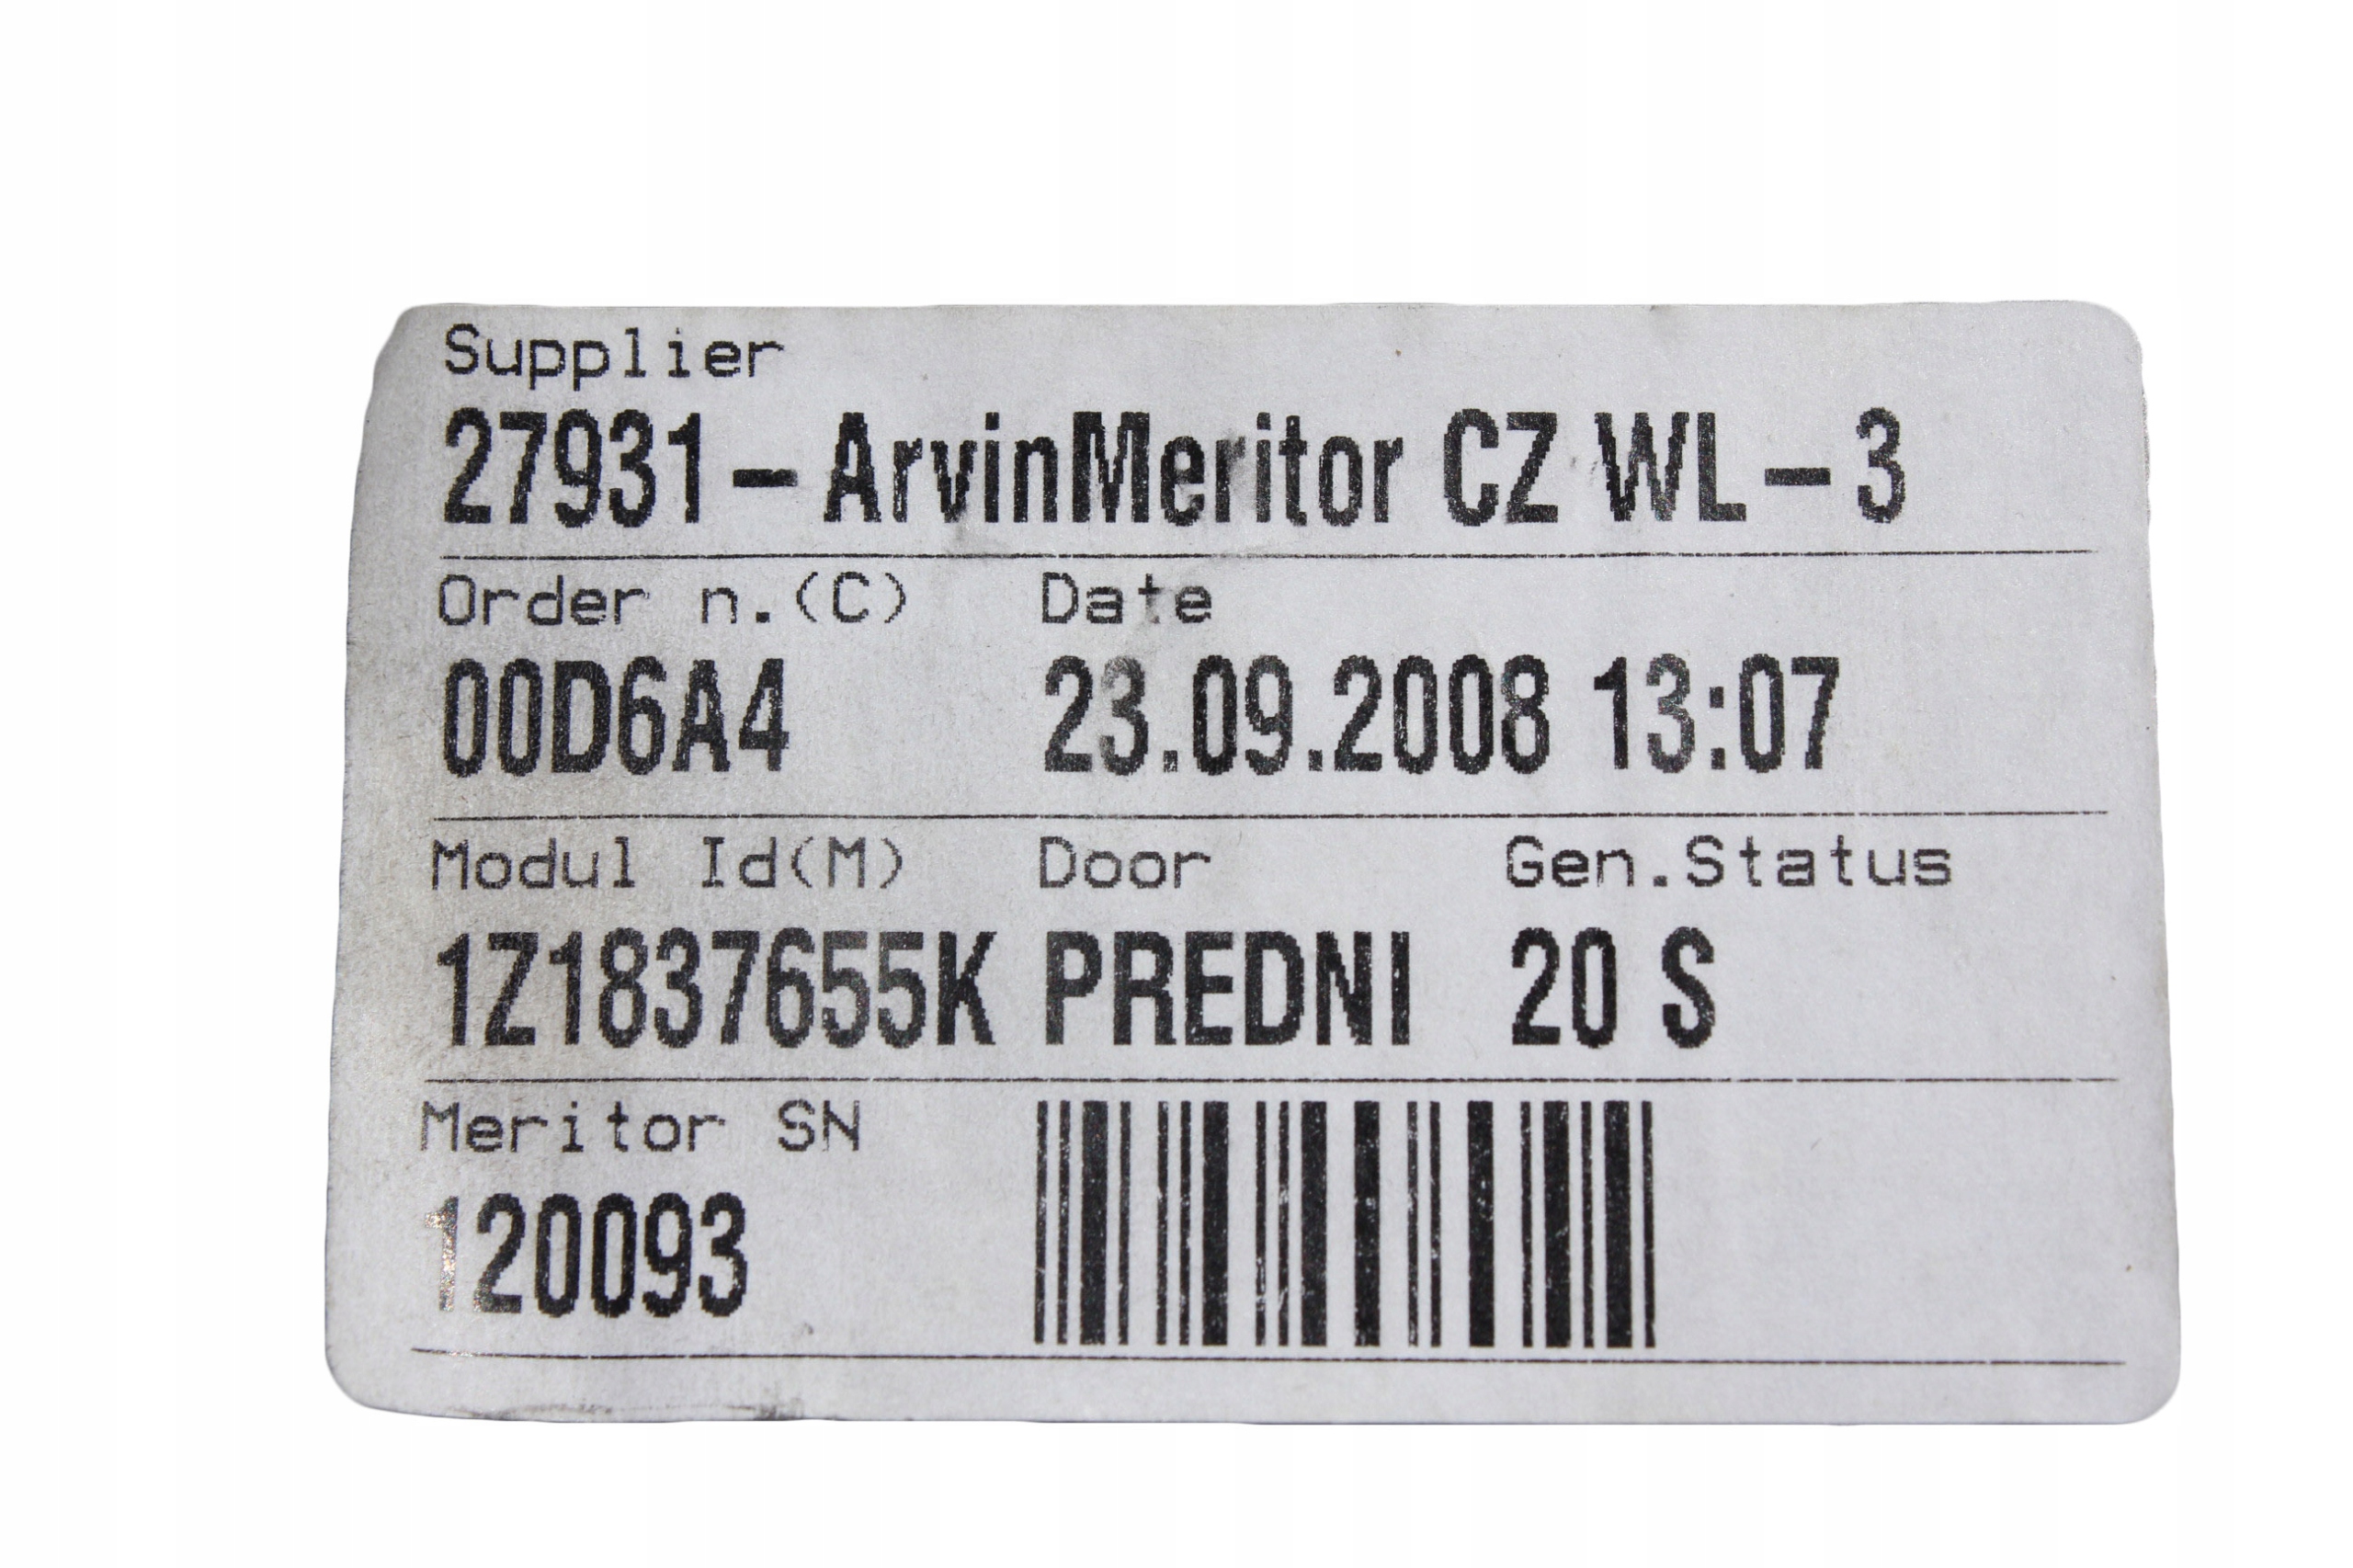 Supplier
27931 - ArvinMeritor CZ WL - 3
Order n.(C) Date
00D6A4 23.09.2008 13:07
Modul Id(M) Door Gen.Status
1Z1837655K PREDNI 20 S
Meritor SN
120093